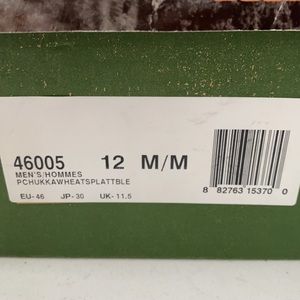 46005 12 M/M
MEN'S/HOMMES
PCHUKKAWHEATSPLATTBLE
EU-46 JP-30 UK-11.5
8 82763 15370 0